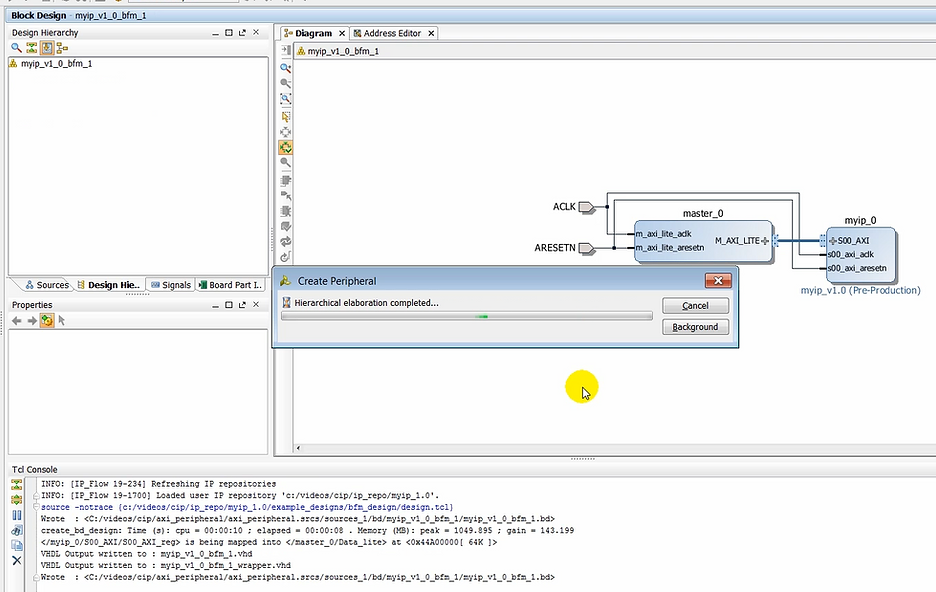 Block Design - myip_v1_0_bfm_1
Design Hierarchy
myip_v1_0_bfm_1
Sources
Design Hie..
Signals
Board Part I..
Properties
Diagram
Address Editor
myip_v1_0_bfm_1
ACLK
ARESETN
master_0
m_axi_lite_aclk
m_axi_lite_aresetn
M_AXI_LITE
myip_0
S00_AXI
s00_axi_aclk
s00_axi_aresetn
myip_v1.0 (Pre-Production)
Create Peripheral
Hierarchical elaboration completed...
Cancel
Background
Tcl Console
INFO: [IP_Flow 19-234] Refreshing IP repositories
INFO: [IP_Flow 19-1700] Loaded user IP repository 'c:/videos/cip/ip_repo/myip_1.0'.
source -notrace {c:/videos/cip/ip_repo/myip_1.0/example_designs/bfm_design/design.tcl}
Wrote : <C:/videos/cip/axi_peripheral/axi_peripheral.srcs/sources_1/bd/myip_v1_0_bfm_1/myip_v1_0_bfm_1.bd>
create_bd_design: Time (s): cpu = 00:00:10 ; elapsed = 00:00:08 . Memory (MB): peak = 1049.895 ; gain = 143.199
</myip_0/S00_AXI/S00_AXI_reg> is being mapped into </master_0/Data_lite> at <0x44A00000[ 64K ]>
VHDL Output written to : myip_v1_0_bfm_1.vhd
VHDL Output written to : myip_v1_0_bfm_1_wrapper.vhd
Wrote : <C:/videos/cip/axi_peripheral/axi_peripheral.srcs/sources_1/bd/myip_v1_0_bfm_1/myip_v1_0_bfm_1.bd>